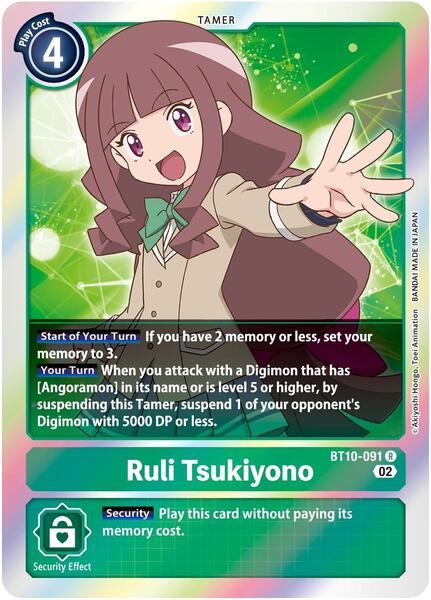 TAMER
Play Cost
4
Start of Your Turn If you have 2 memory or less, set your
memory to 3.
Your Turn When you attack with a Digimon that has
[Angoramon] in its name or is level 5 or higher, by
suspending this Tamer, suspend 1 of your opponent's
Digimon with 5000 DP or less.
©Akiyoshi Hongo, Toei Animation BANDAI MADE IN JAPAN
BT10-091 R
Ruli Tsukiyono
02
Security Play this card without paying its
memory cost.
Security Effect